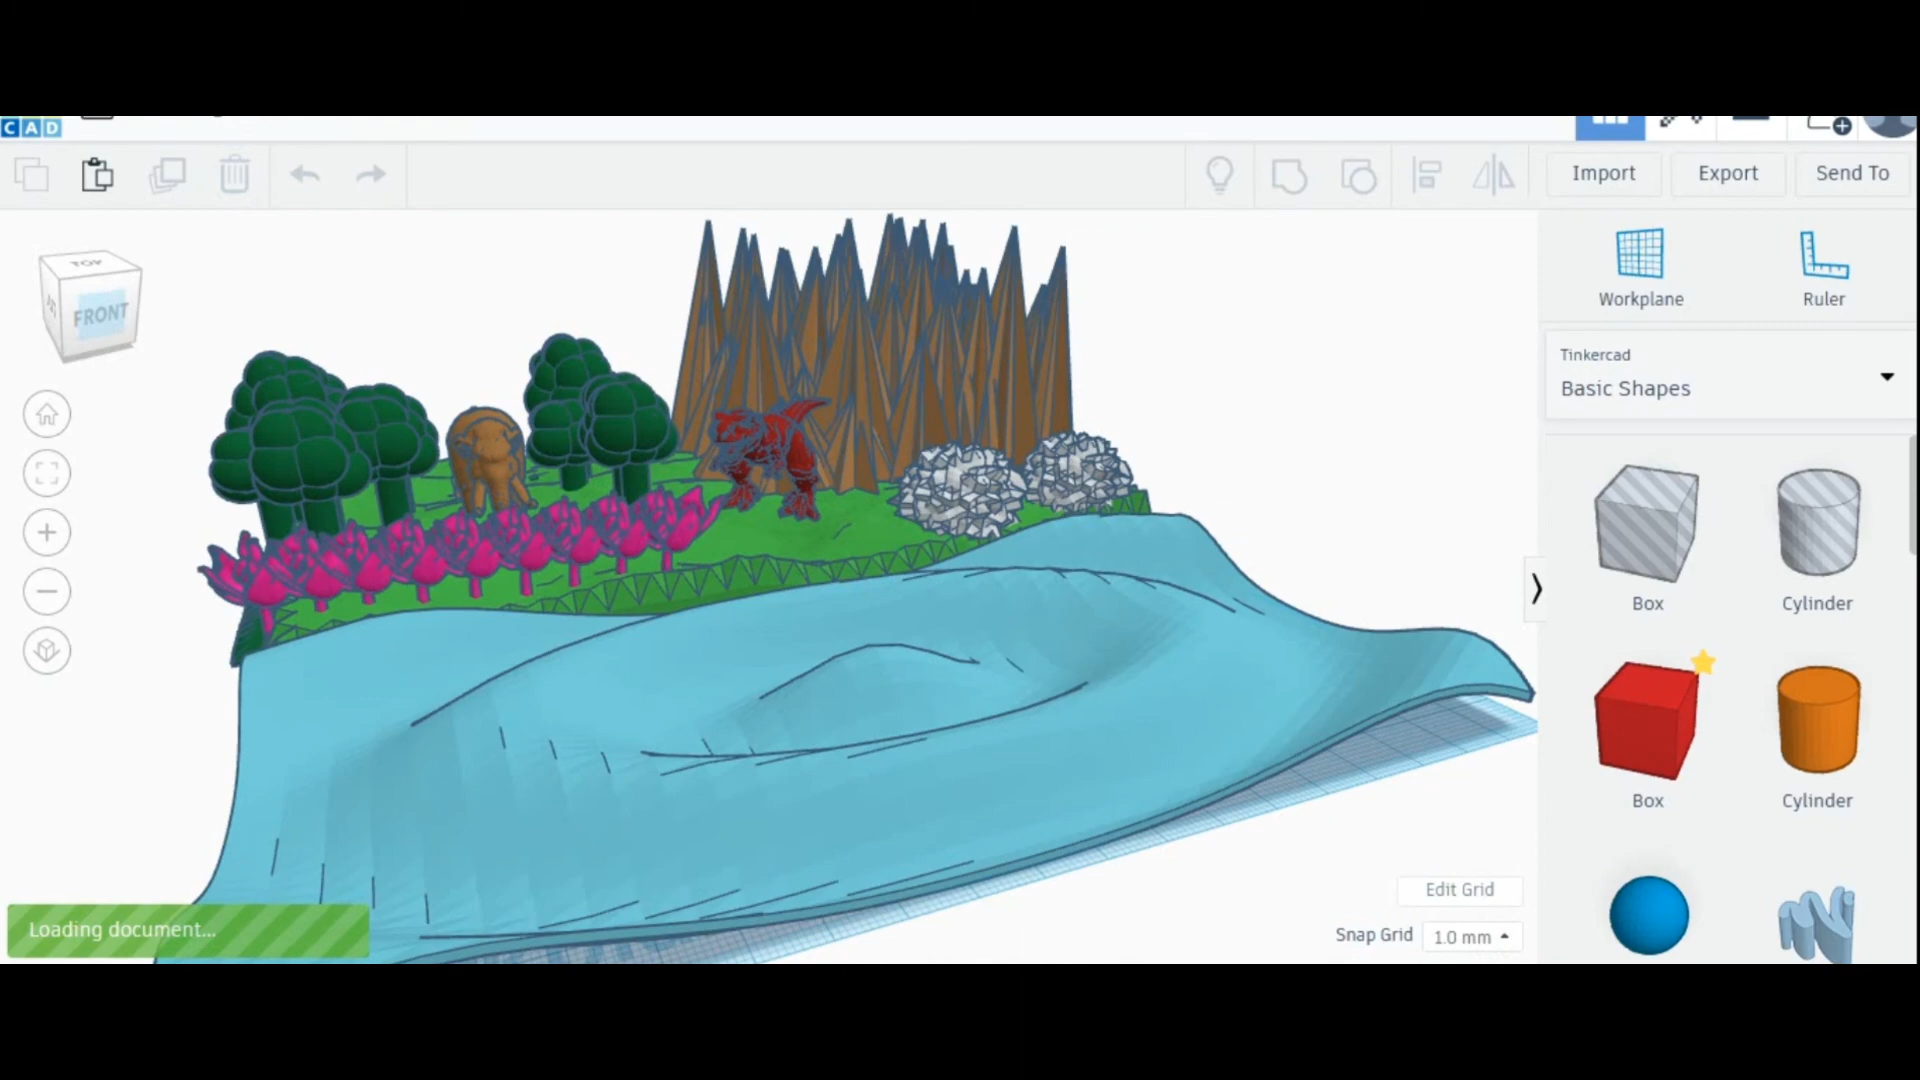 CAD
Import
Export
Send To
TOP
FRONT
Workplane
Ruler
Tinkercad
Basic Shapes
Box
Cylinder
Box
Cylinder
Edit Grid
Snap Grid
1.0 mm
Loading document...